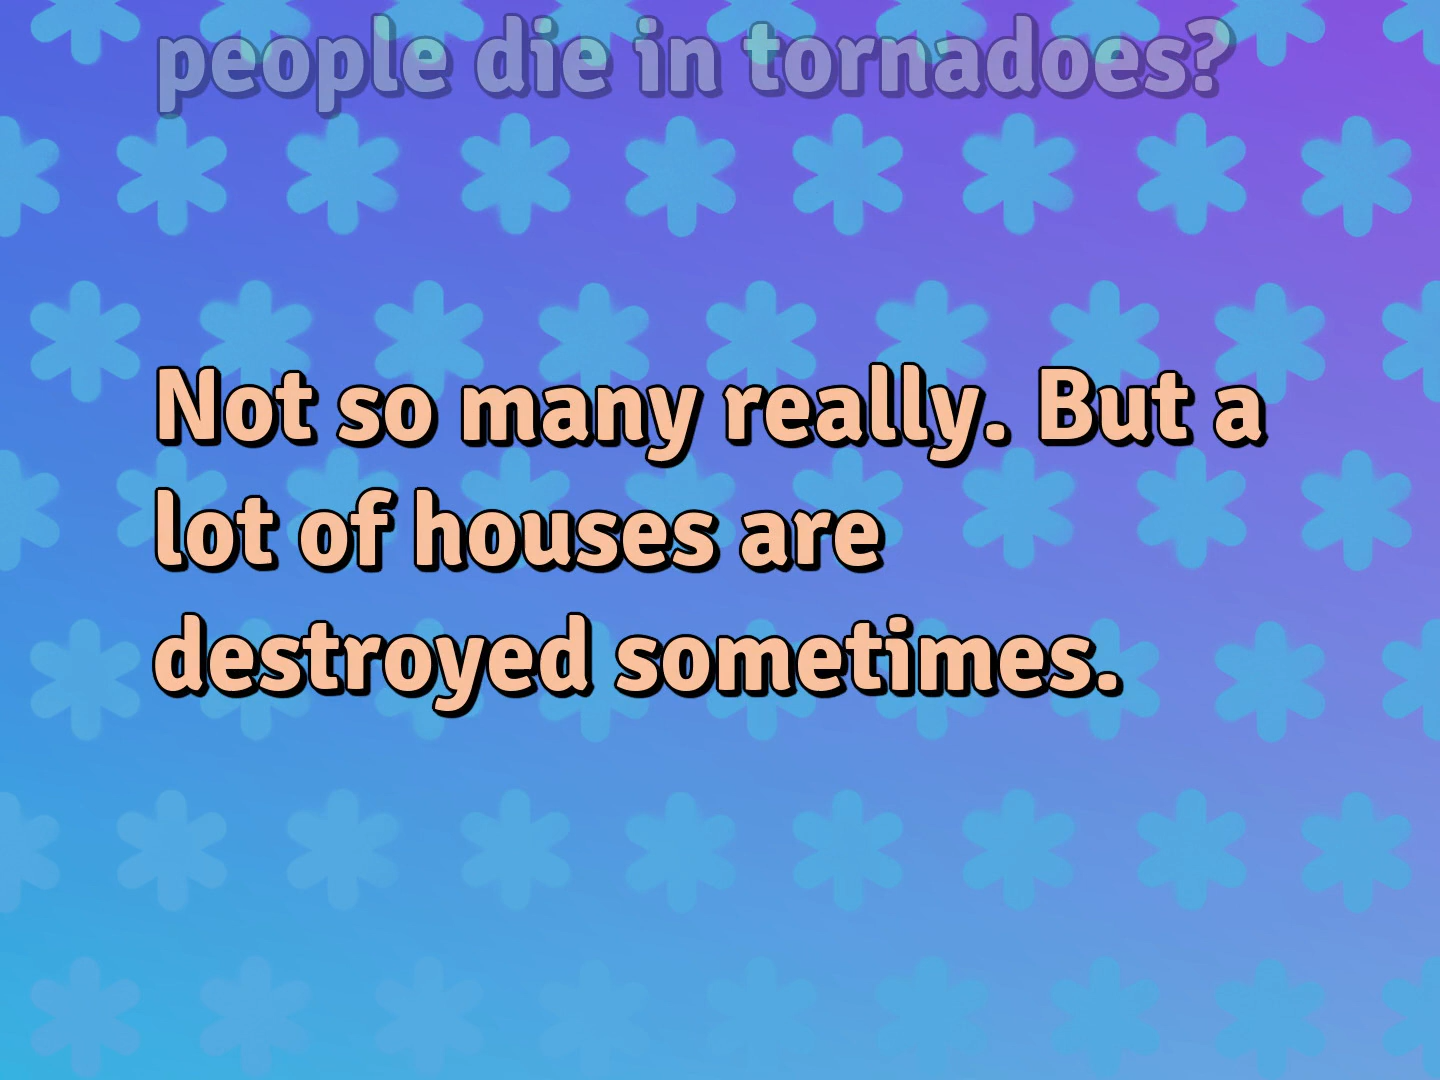 people die in tornadoes?
Not so many really. But a
lot of houses are
destroyed sometimes.